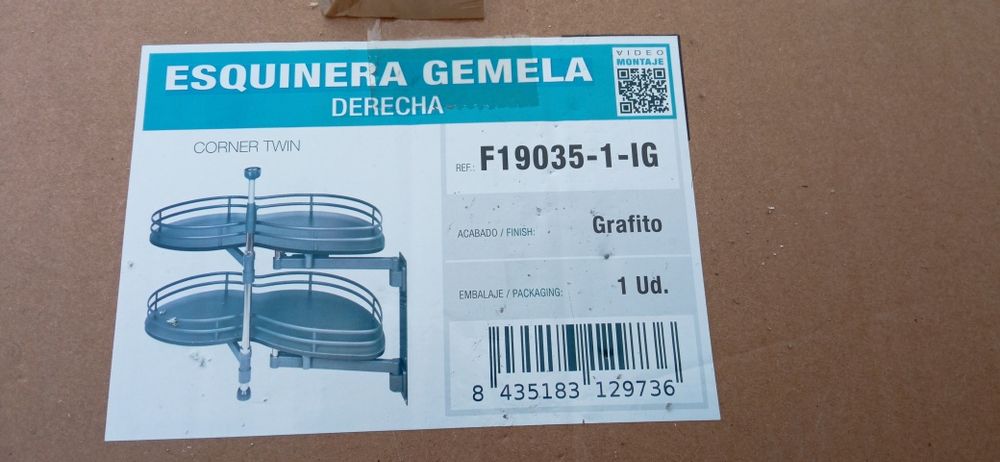 ESQUINERA GEMELA
DERECHA
VIDEO
MONTAJE
CORNER TWIN
REF.: F19035-1-IG
ACABADO / FINISH: Grafito
EMBALAJE / PACKAGING: 1 Ud.
8 435183 129736